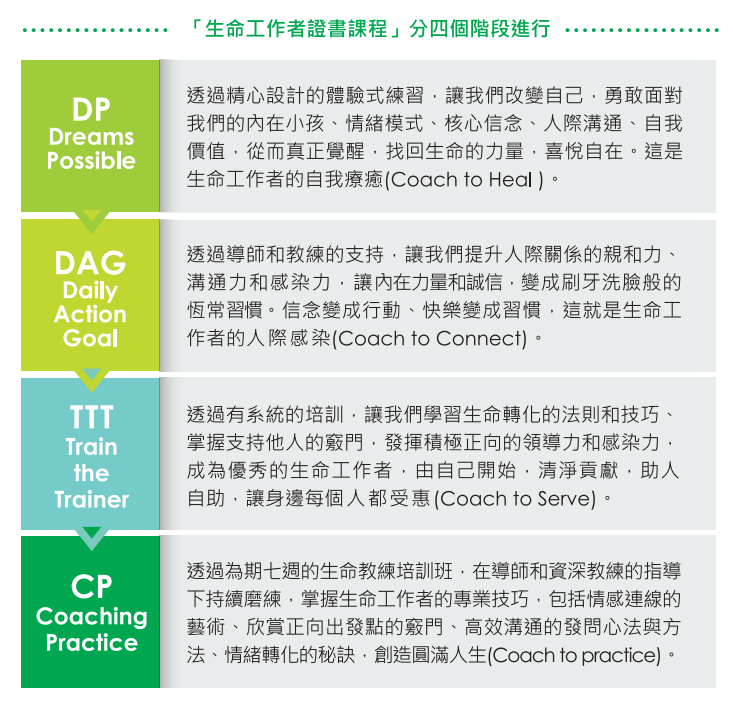 「生命工作者證書課程」分四個階段進行
DP
Dreams
Possible
透過精心設計的體驗式練習，讓我們改變自己，勇敢面對
我們的內在小孩、情緒模式、核心信念、人際溝通、自我
價值，從而真正覺醒，找回生命的力量，喜悅自在。這是
生命工作者的自我療癒(Coach to Heal )。
DAG
Daily
Action
Goal
透過導師和教練的支持，讓我們提升人際關係的親和力、
溝通力和感染力，讓內在力量和誠信，變成刷牙洗臉般的
恆常習慣。信念變成行動、快樂變成習慣，這就是生命工
作者的人際感染(Coach to Connect)。
TTT
Train
the
Trainer
透過有系統的培訓，讓我們學習生命轉化的法則和技巧、
掌握支持他人的竅門，發揮積極正向的領導力和感染力，
成為優秀的生命工作者，由自己開始，清淨貢獻，助人
自助，讓身邊每個人都受惠(Coach to Serve)。
CP
Coaching
Practice
透過為期七週的生命教練培訓班，在導師和資深教練的指導
下持續磨練，掌握生命工作者的專業技巧，包括情感連線的
藝術、欣賞正向出發點的竅門、高效溝通的發問心法與方
法、情緒轉化的秘訣，創造圓滿人生(Coach to practice)。